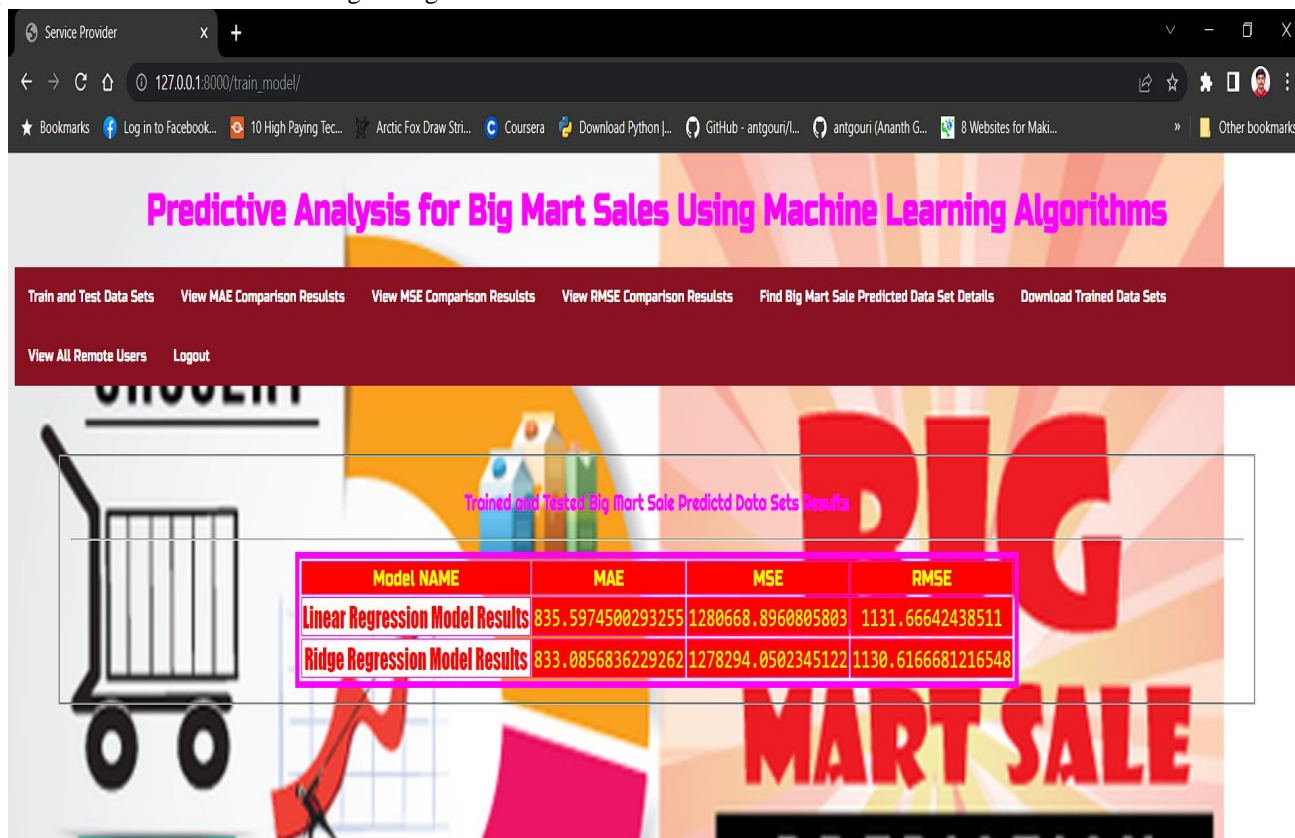 Service Provider
127.0.0.1:8000/train_model/
Bookmarks Log in to Facebook... 10 High Paying Tec... Arctic Fox Draw Stri... Coursera Download Python |... GitHub - antgouri/l... antgouri (Ananth G... 8 Websites for Maki... » Other bookmarks
Predictive Analysis for Big Mart Sales Using Machine Learning Algorithms
Train and Test Data Sets View MAE Comparison Resulsts View MSE Comparison Resulsts View RMSE Comparison Resulsts Find Big Mart Sale Predicted Data Set Details Download Trained Data Sets
View All Remote Users Logout
BIG
Trained and Tested Big Mart Sale Predictd Data Sets Results
Model NAME MAE MSE RMSE
Linear Regression Model Results 835.5974500293255 1280668.8960805803 1131.66642438511
Ridge Regression Model Results 833.0856836229262 1278294.0502345122 1130.6166681216548
MART SALE